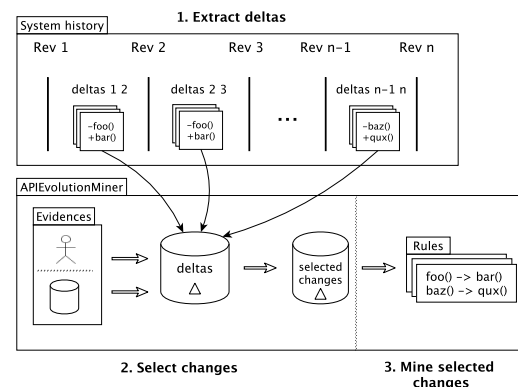 1. Extract deltas
System history
Rev 1
Rev 2
Rev 3
Rev n-1
Rev n
deltas 1 2
deltas 2 3
deltas n-1 n
-foo()
+bar()
-foo()
+bar()
...
-baz()
+qux()
APIEvolutionMiner
Evidences
deltas
selected
changes
Rules
foo() -> bar()
baz() -> qux()
2. Select changes
3. Mine selected
changes